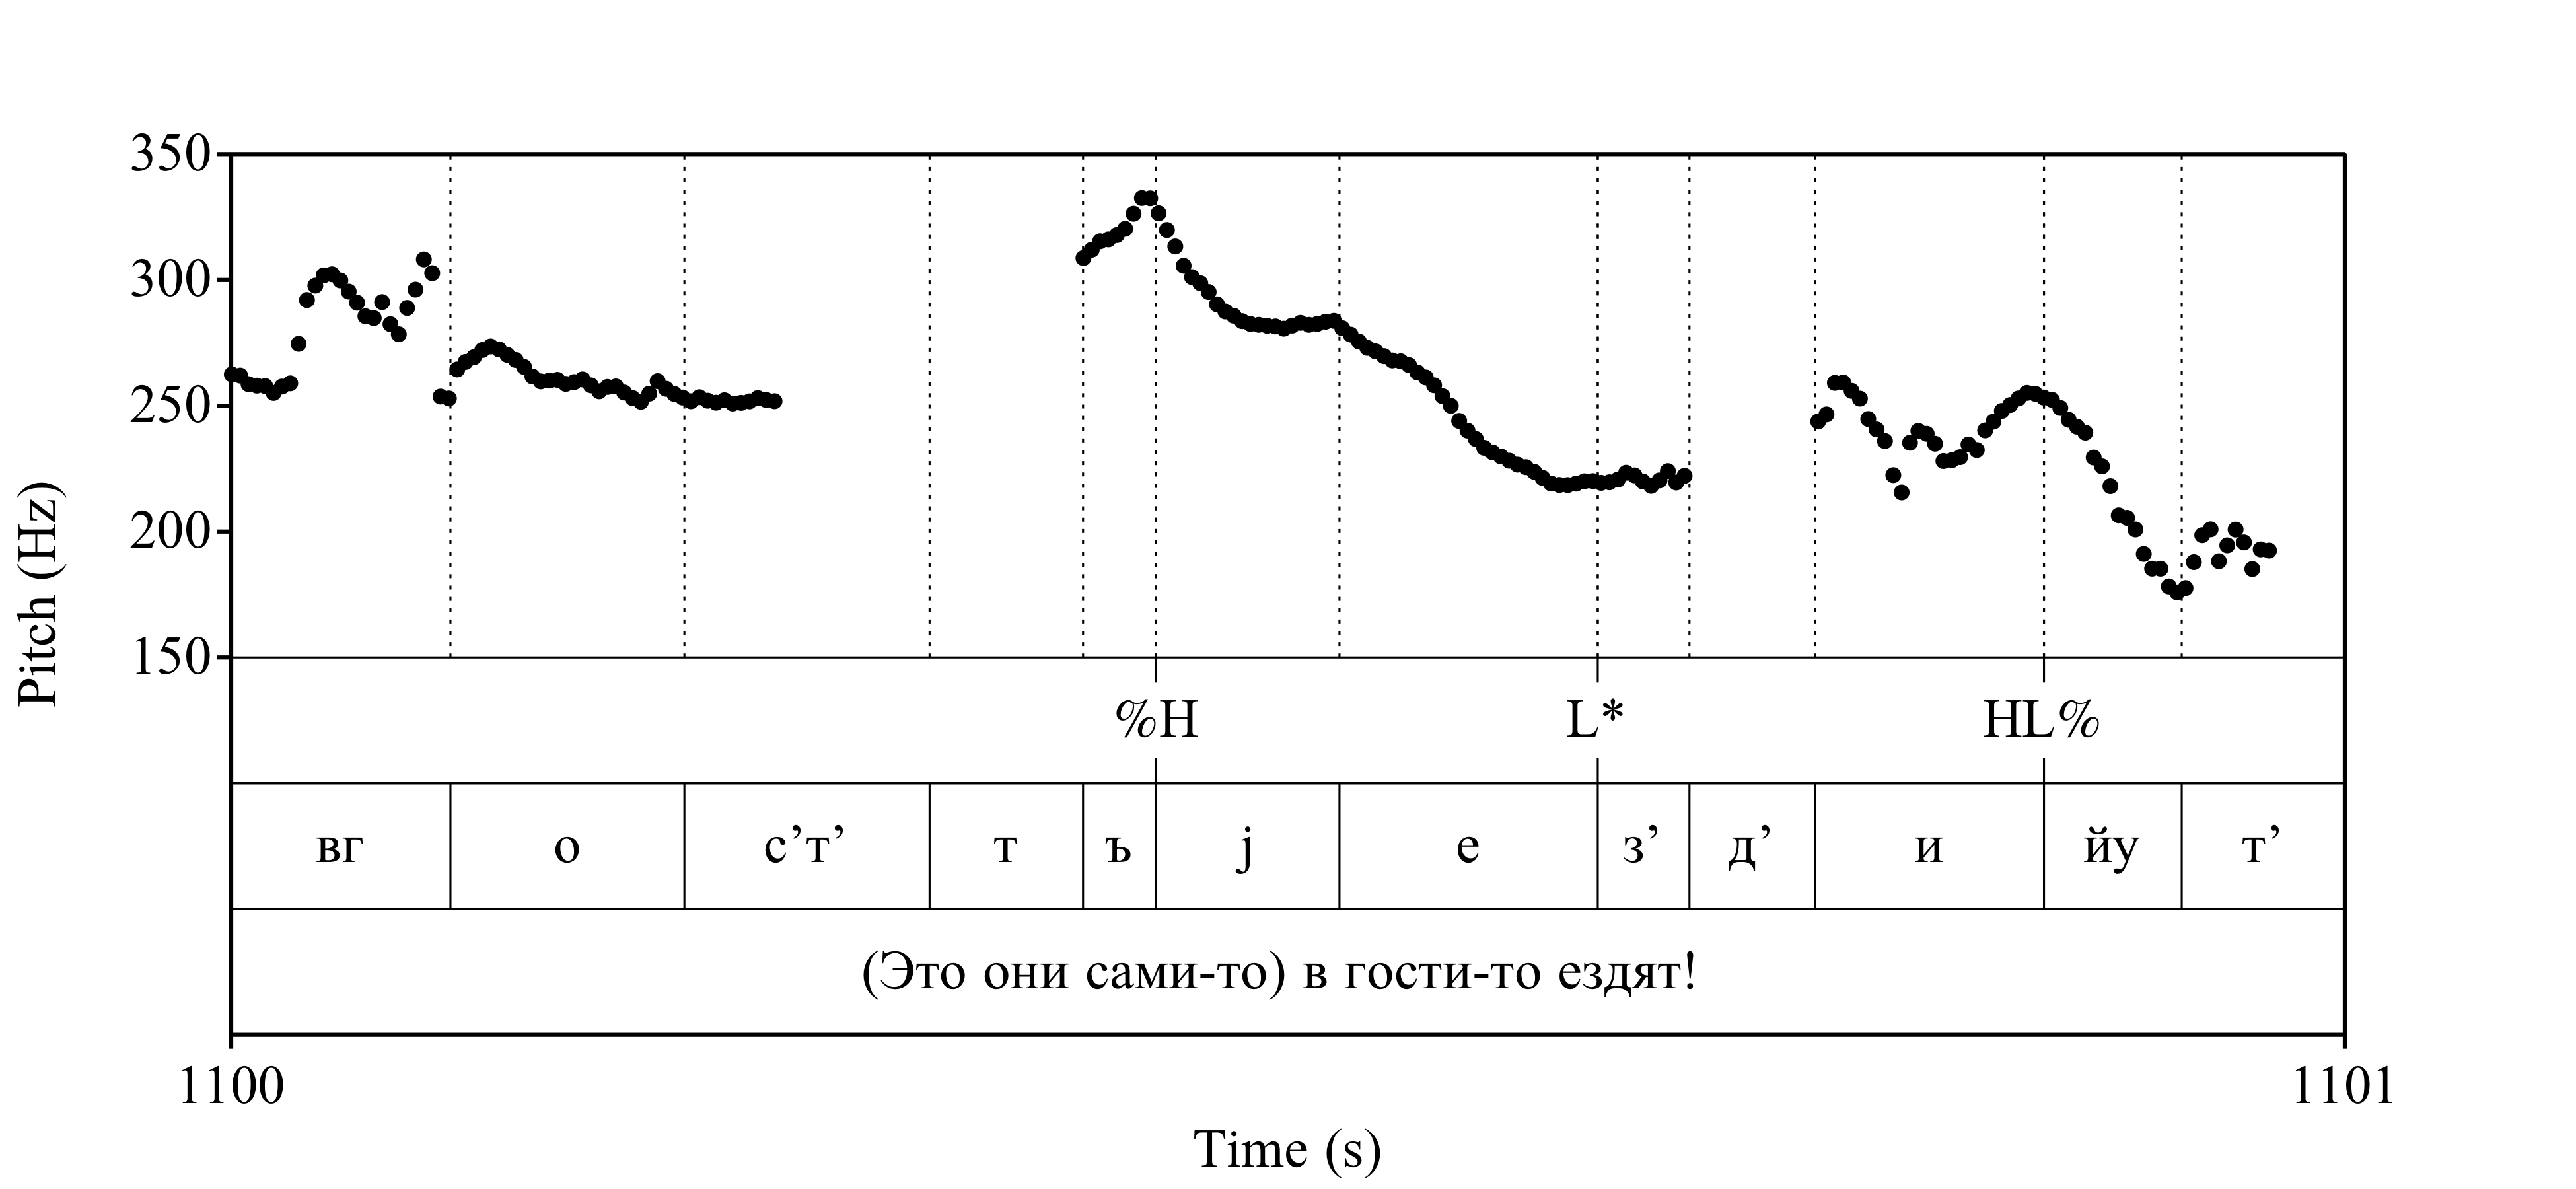 350
300
250
200
150
Pitch (Hz)
%H L* HL%
вг о с’т’ т ъ j е з’ д’ и йу т’
(Это они сами-то) в гости-то ездят!
1100 1101
Time (s)